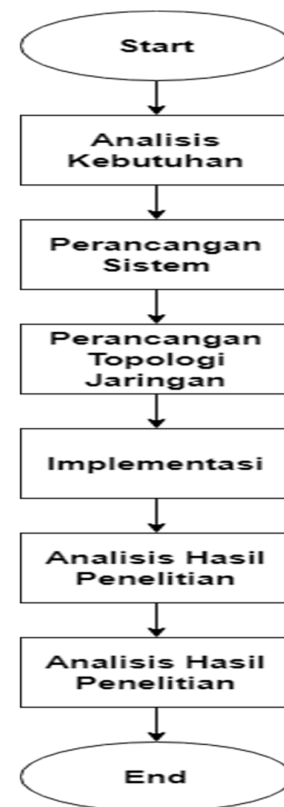 Start
Analisis
Kebutuhan
Perancangan
Sistem
Perancangan
Topologi
Jaringan
Implementasi
Analisis Hasil
Penelitian
Analisis Hasil
Penelitian
End